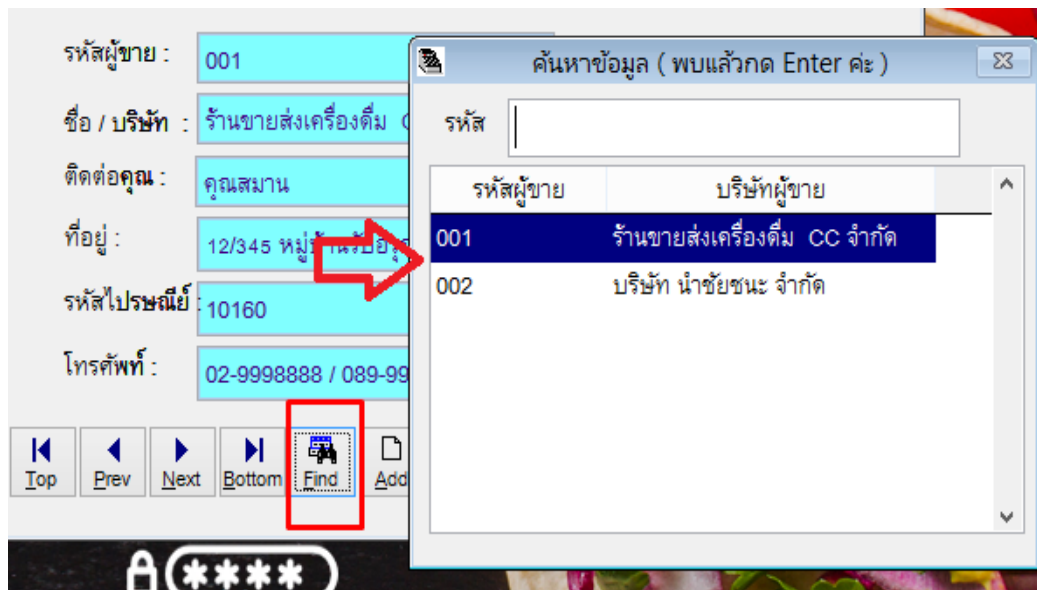 รหัสผู้ขาย : 001
ชื่อ / บริษัท : ร้านขายส่งเครื่องดื่ม
ติดต่อคุณ : คุณสมาน
ที่อยู่ : 12/345
รหัสไปรษณีย์ : 10160
โทรศัพท์ : 02-9998888 / 089-99
Top Prev Next Bottom Find Add
****
ค้นหาข้อมูล ( พบแล้วกด Enter ค่ะ )
รหัส
รหัสผู้ขาย บริษัทผู้ขาย
001 ร้านขายส่งเครื่องดื่ม CC จำกัด
002 บริษัท นำชัยชนะ จำกัด